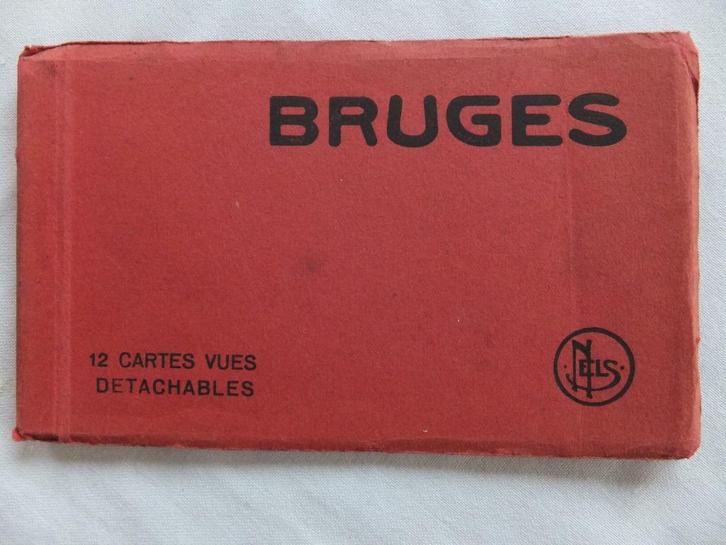 BRUGES
12 CARTES VUES
DETACHABLES
NELS